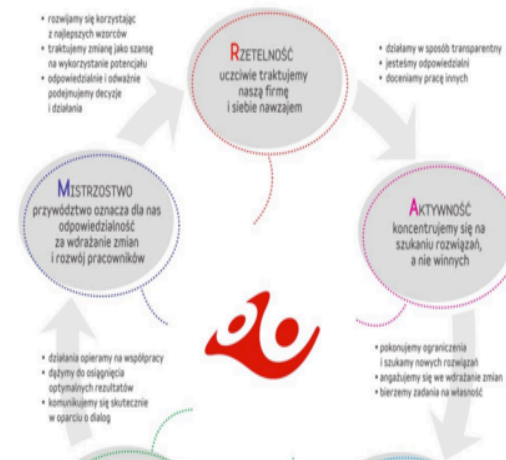 • rozwijamy się korzystając
z najlepszych wzorców
• traktujemy zmianę jako szansę
na wykorzystanie potencjału
• odpowiedzialnie i odważnie
podejmujemy decyzje
i działania
RZETELNOŚĆ
uczciwie traktujemy
naszą firmę
i siebie nawzajem
• działamy w sposób transparentny
• jesteśmy odpowiedzialni
• doceniamy pracę innych
MISTRZOSTWO
przywództwo oznacza dla nas
odpowiedzialność
za wdrażanie zmian
i rozwój pracowników
AKTYWNOŚĆ
koncentrujemy się na
szukaniu rozwiązań,
a nie winnych
• działania opieramy na współpracy
• dążymy do osiągnięcia
optymalnych rezultatów
• komunikujemy się skutecznie
w oparciu o dialog
• pokonujemy ograniczenia
i szukamy nowych rozwiązań
• angażujemy się we wdrażanie zmian
• bierzemy zadania na własność